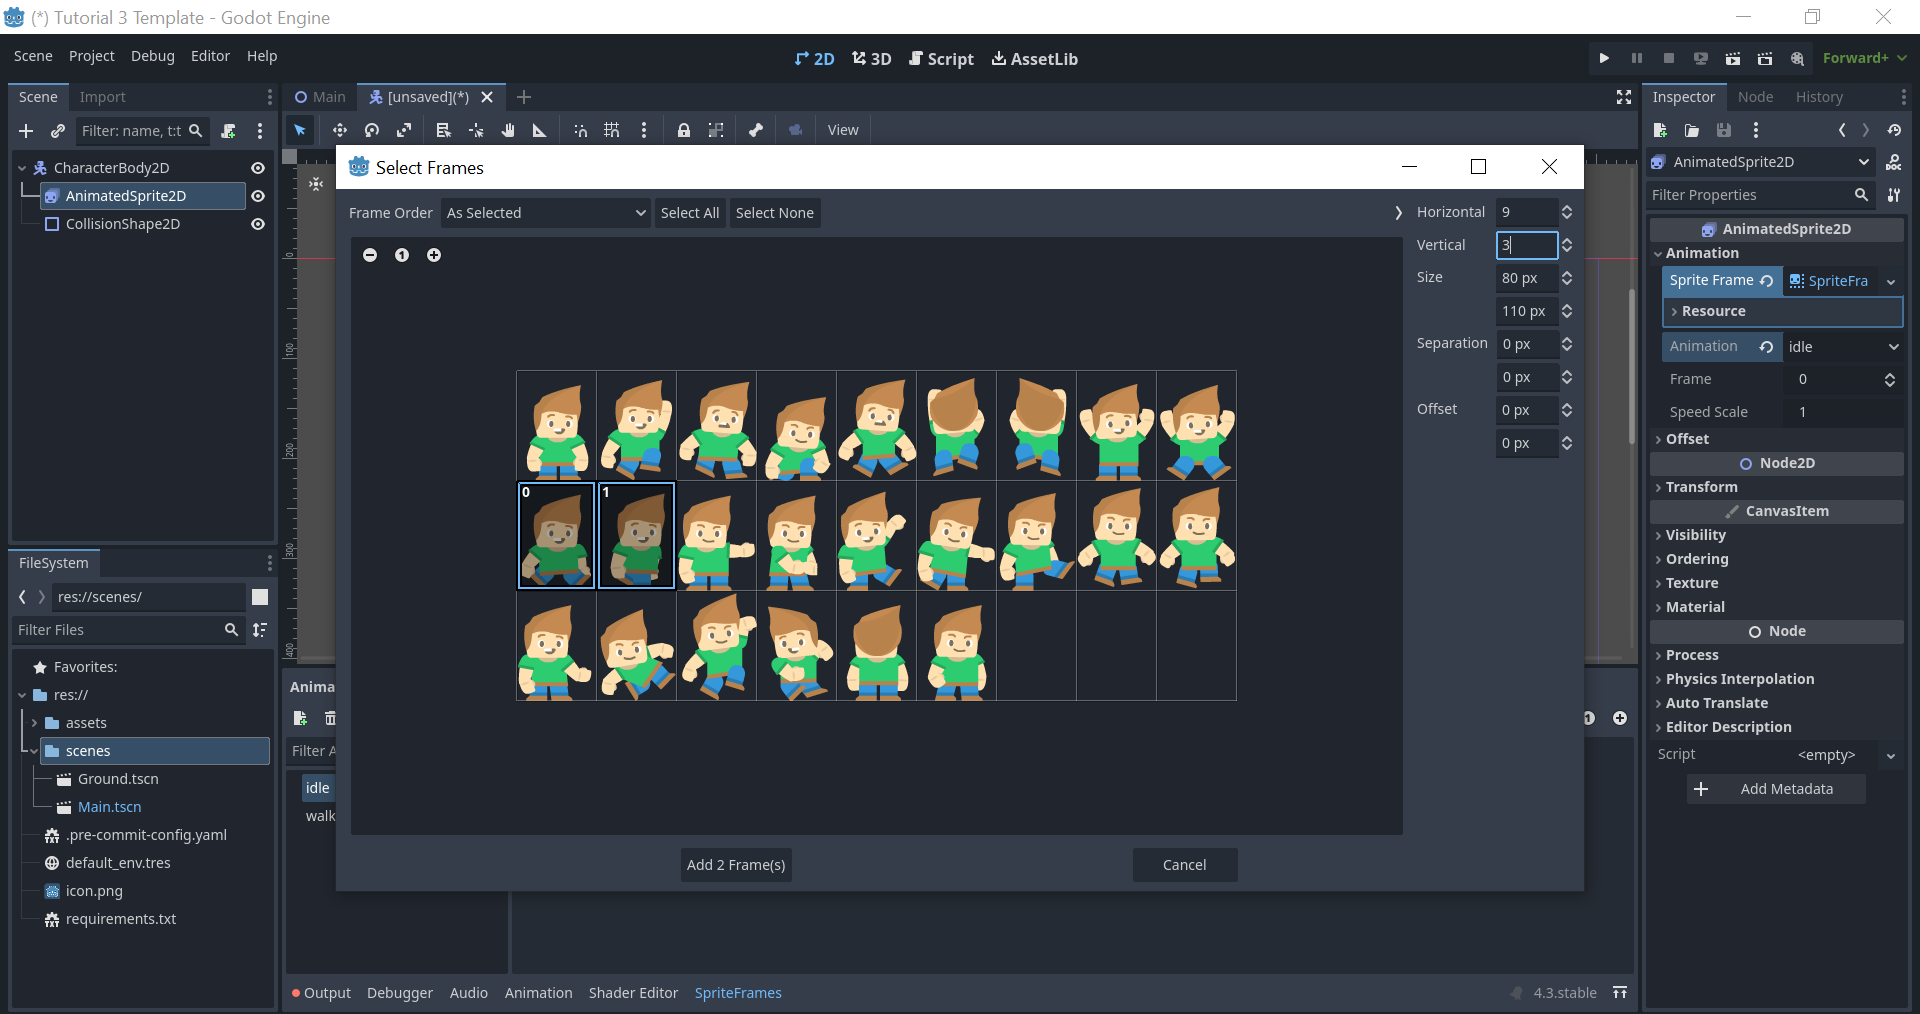 (*) Tutorial 3 Template - Godot Engine
Scene Project Debug Editor Help
2D 3D Script AssetLib
Forward+
Scene Import
Main [unsaved](*)
Inspector Node History
Filter: name, t:t
View
CharacterBody2D
AnimatedSprite2D
CollisionShape2D
Select Frames
Frame Order As Selected Select All Select None
1
0 1
Horizontal 9
Vertical 3
Size 80 px
110 px
Separation 0 px
0 px
Offset 0 px
0 px
Add 2 Frame(s) Cancel
0
100
200
300
400
FileSystem
res://scenes/
Filter Files
Favorites:
res://
assets
scenes
Ground.tscn
Main.tscn
.pre-commit-config.yaml
default_env.tres
icon.png
requirements.txt
Anima
1
Filter A
idle
walk
Output Debugger Audio Animation Shader Editor SpriteFrames
4.3.stable
AnimatedSprite2D
Filter Properties
AnimatedSprite2D
Animation
Sprite Frame SpriteFra
Resource
Animation idle
Frame 0
Speed Scale 1
Offset
Node2D
Transform
CanvasItem
Visibility
Ordering
Texture
Material
Node
Process
Physics Interpolation
Auto Translate
Editor Description
Script <empty>
Add Metadata